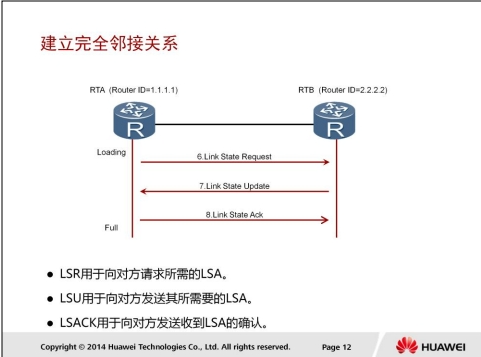 建立完全邻接关系
RTA (Router ID=1.1.1.1)
RTB (Router ID=2.2.2.2)
R
R
Loading
6.Link State Request
7.Link State Update
8.Link State Ack
Full
● LSR用于向对方请求所需的LSA。
● LSU用于向对方发送其所需要的LSA。
● LSACK用于向对方发送收到LSA的确认。
Copyright © 2014 Huawei Technologies Co., Ltd. All rights reserved.
Page 12
HUAWEI